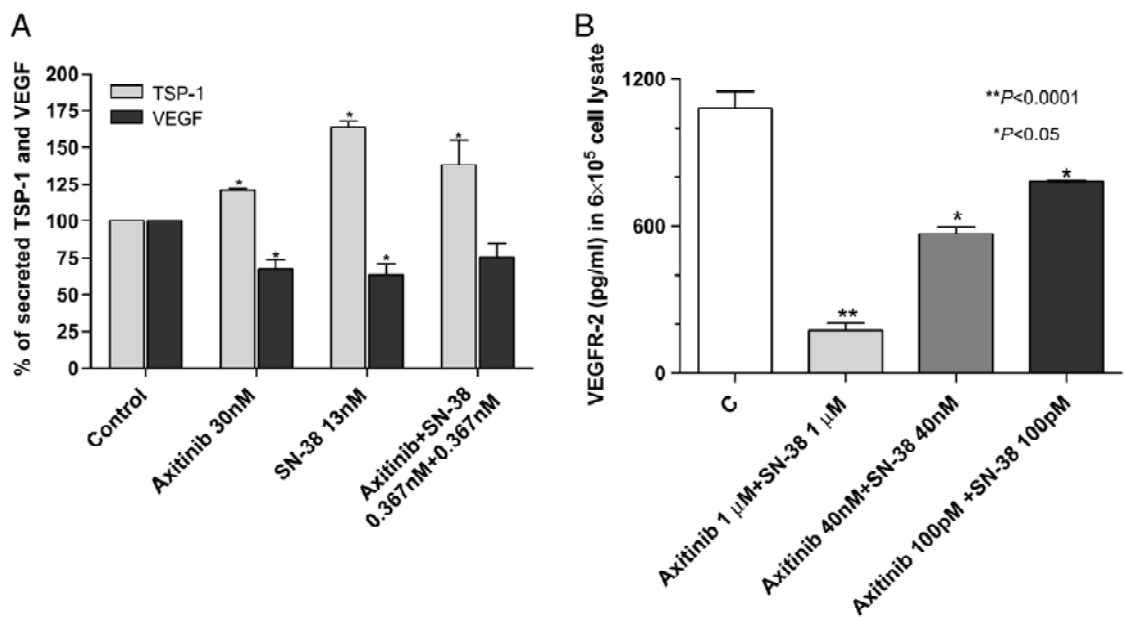 A
% of secreted TSP-1 and VEGF
200
175
150
125
100
75
50
25
0
TSP-1
VEGF
*
*
*
*
*
Control
Axitinib 30nM
SN-38 13nM
Axitinib+SN-38
0.367nM+0.367nM
B
VEGFR-2 (pg/ml) in 6×10⁵ cell lysate
1200
600
0
**P<0.0001
*P<0.05
**
*
*
C
Axitinib 1 µM+SN-38 1 µM
Axitinib 40nM+SN-38 40nM
Axitinib 100pM +SN-38 100pM